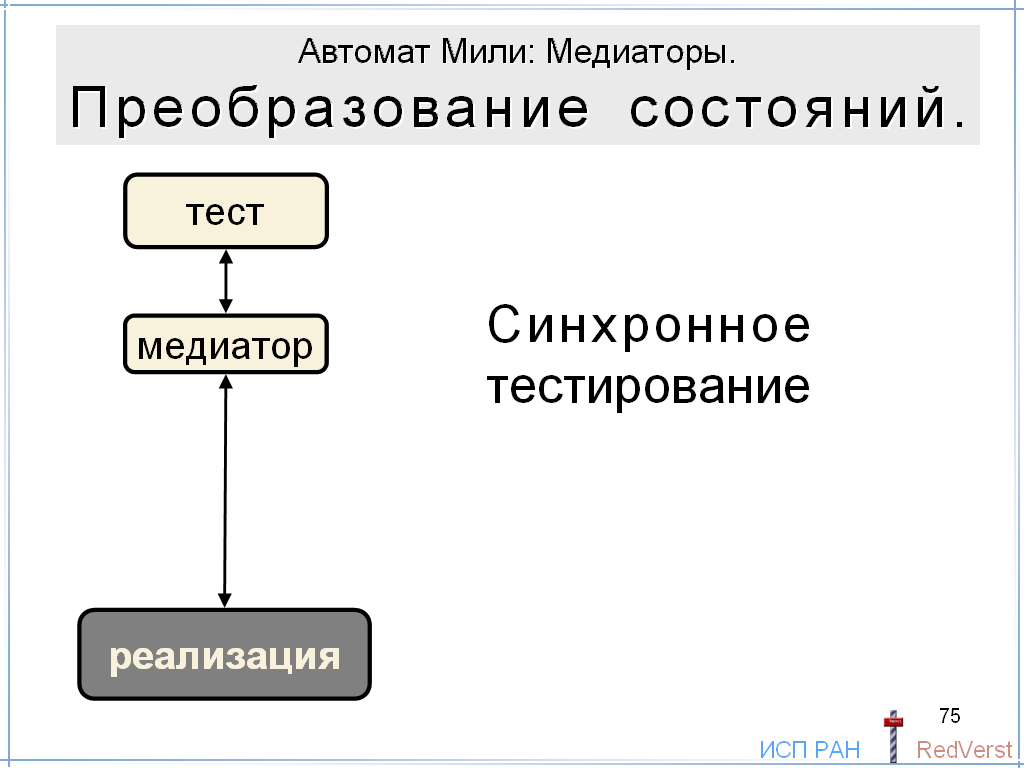 Автомат Мили: Медиаторы.
Преобразование состояний.
тест
медиатор
Синхронное
тестирование
реализация
75
ИСП РАН
RedVerst